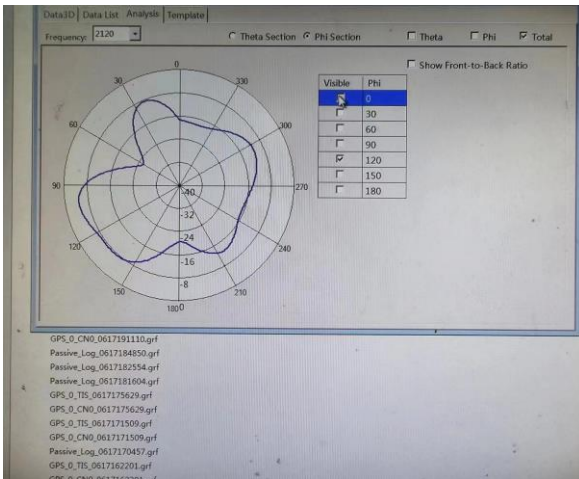 Data3D Data List Analysis Template
Frequency: 2120 Theta Section Phi Section Theta Phi Total
Show Front-to-Back Ratio
Visible Phi
0
30
60
90
120
150
180
0
30 330
60 300
90 270
120 240
150 210
180
-40
-32
-24
-16
-8
0
GPS_0_CN0_0617191110.grf
Passive_Log_0617184850.grf
Passive_Log_0617182554.grf
Passive_Log_0617181604.grf
GPS_0_TIS_0617175629.grf
GPS_0_CN0_0617175629.grf
GPS_0_TIS_0617171509.grf
GPS_0_CN0_0617171509.grf
Passive_Log_0617170457.grf
GPS_0_TIS_0617162201.grf